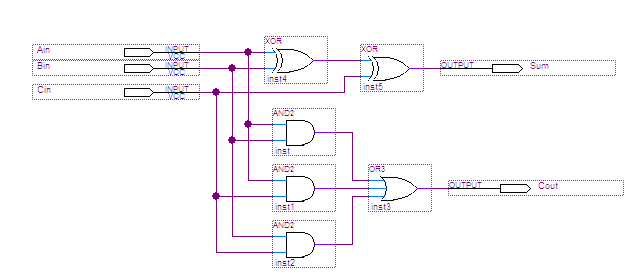 XOR
XOR
Ain INPUT
VCC
Bin INPUT
VCC
OUTPUT Sum
inst4
inst5
Cin INPUT
VCC
AND2
inst
AND2
OR3
OUTPUT Cout
inst1
inst3
AND2
inst2